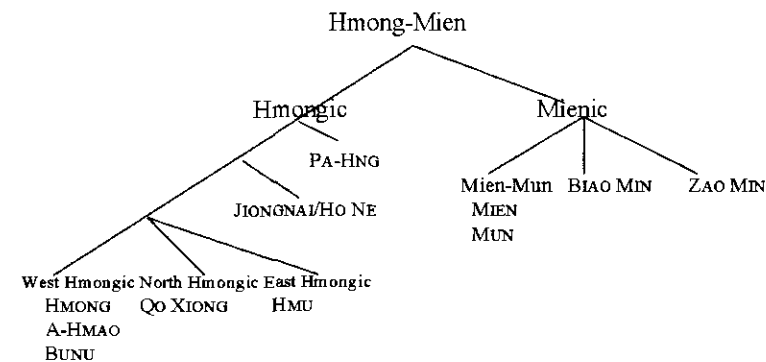 Hmong-Mien
Hmongic Mienic
PA-HNG
JIONGNAI/HO NE
Mien-Mun BIAO MIN ZAO MIN
MIEN
MUN
West Hmongic North Hmongic East Hmongic
HMONG QO XIONG HMU
A-HMAO
BUNU